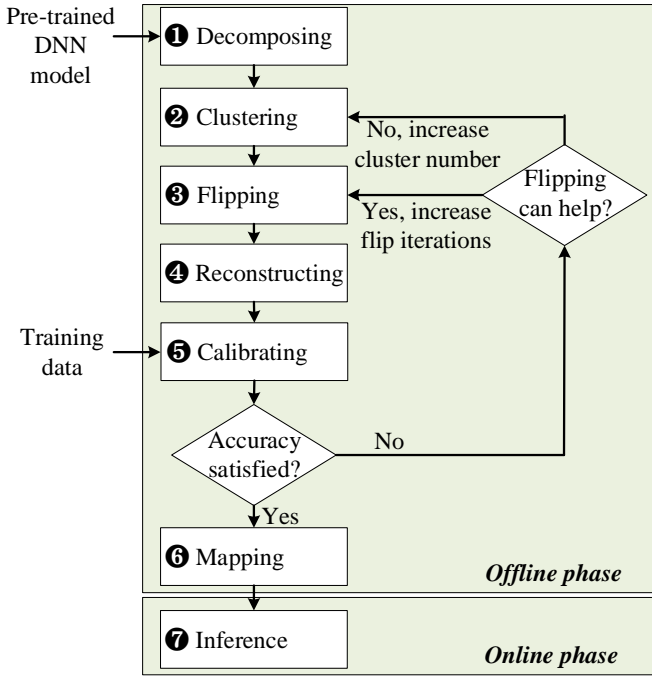 Pre-trained
DNN
model
❶ Decomposing
❷ Clustering
No, increase
cluster number
Flipping
can help?
❸ Flipping
Yes, increase
flip iterations
❹ Reconstructing
Training
data
❺ Calibrating
Accuracy
satisfied?
No
Yes
❻ Mapping
Offline phase
❼ Inference
Online phase